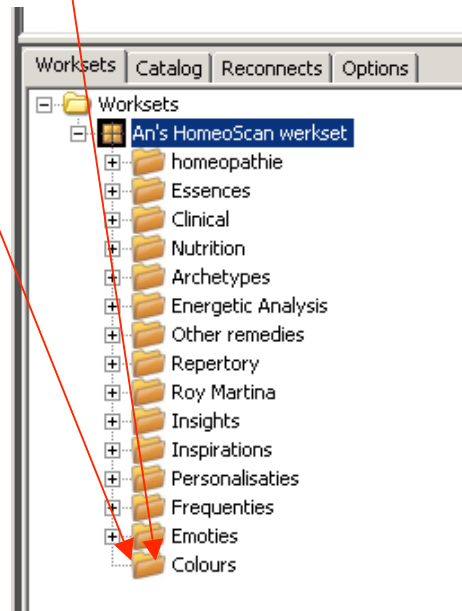 Worksets Catalog Reconnects Options
Worksets
An's HomeoScan werkset
homeopathie
Essences
Clinical
Nutrition
Archetypes
Energetic Analysis
Other remedies
Repertory
Roy Martina
Insights
Inspirations
Personalisaties
Frequenties
Emoties
Colours